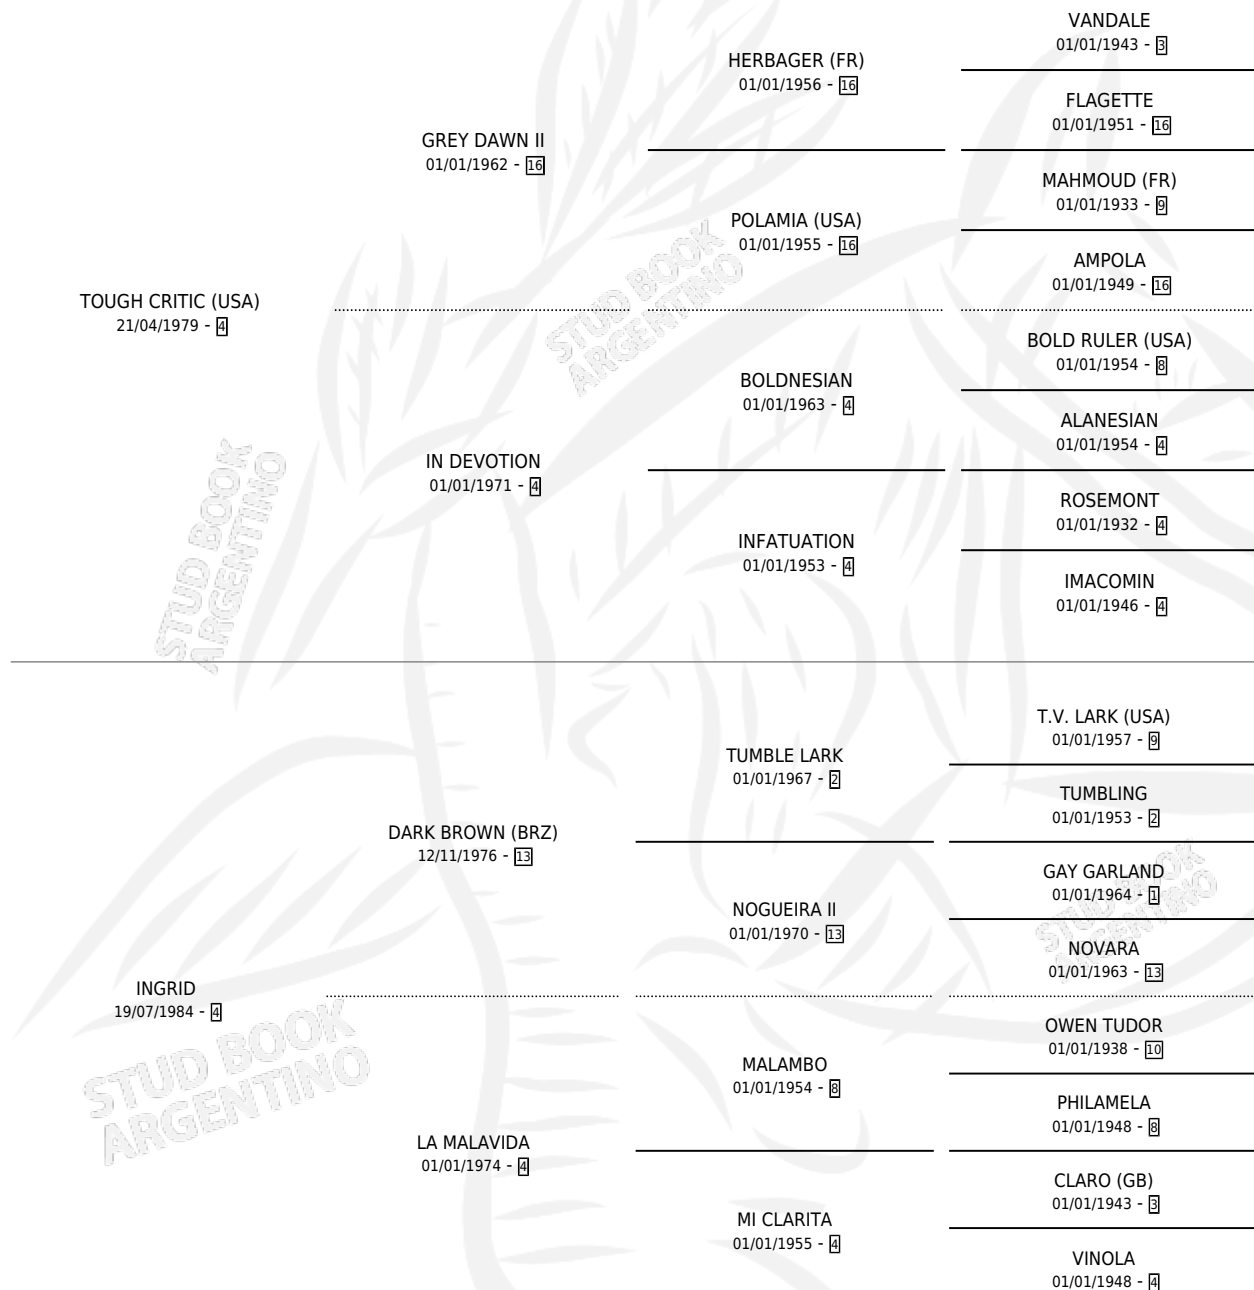 VANDALE
01/01/1943 - 3
HERBAGER (FR)
01/01/1956 - 16
FLAGETTE
01/01/1951 - 16
GREY DAWN II
01/01/1962 - 16
MAHMOUD (FR)
01/01/1933 - 9
POLAMIA (USA)
01/01/1955 - 16
AMPOLA
01/01/1949 - 16
TOUGH CRITIC (USA)
21/04/1979 - 4
BOLD RULER (USA)
01/01/1954 - 8
BOLDNESIAN
01/01/1963 - 4
ALANESIAN
01/01/1954 - 4
IN DEVOTION
01/01/1971 - 4
ROSEMONT
01/01/1932 - 4
INFATUATION
01/01/1953 - 4
IMACOMIN
01/01/1946 - 4
T.V. LARK (USA)
01/01/1957 - 9
TUMBLE LARK
01/01/1967 - 2
TUMBLING
01/01/1953 - 2
DARK BROWN (BRZ)
12/11/1976 - 13
GAY GARLAND
01/01/1964 - 1
NOGUEIRA II
01/01/1970 - 13
NOVARA
01/01/1963 - 13
INGRID
19/07/1984 - 4
OWEN TUDOR
01/01/1938 - 10
MALAMBO
01/01/1954 - 8
PHILAMELA
01/01/1948 - 8
LA MALAVIDA
01/01/1974 - 4
CLARO (GB)
01/01/1943 - 3
MI CLARITA
01/01/1955 - 4
VINOLA
01/01/1948 - 4
STUD BOOK
ARGENTINO
STUD BOOK
ARGENTINO
STUD BOOK
ARGENTINO
STUD BOOK
ARGENTINO